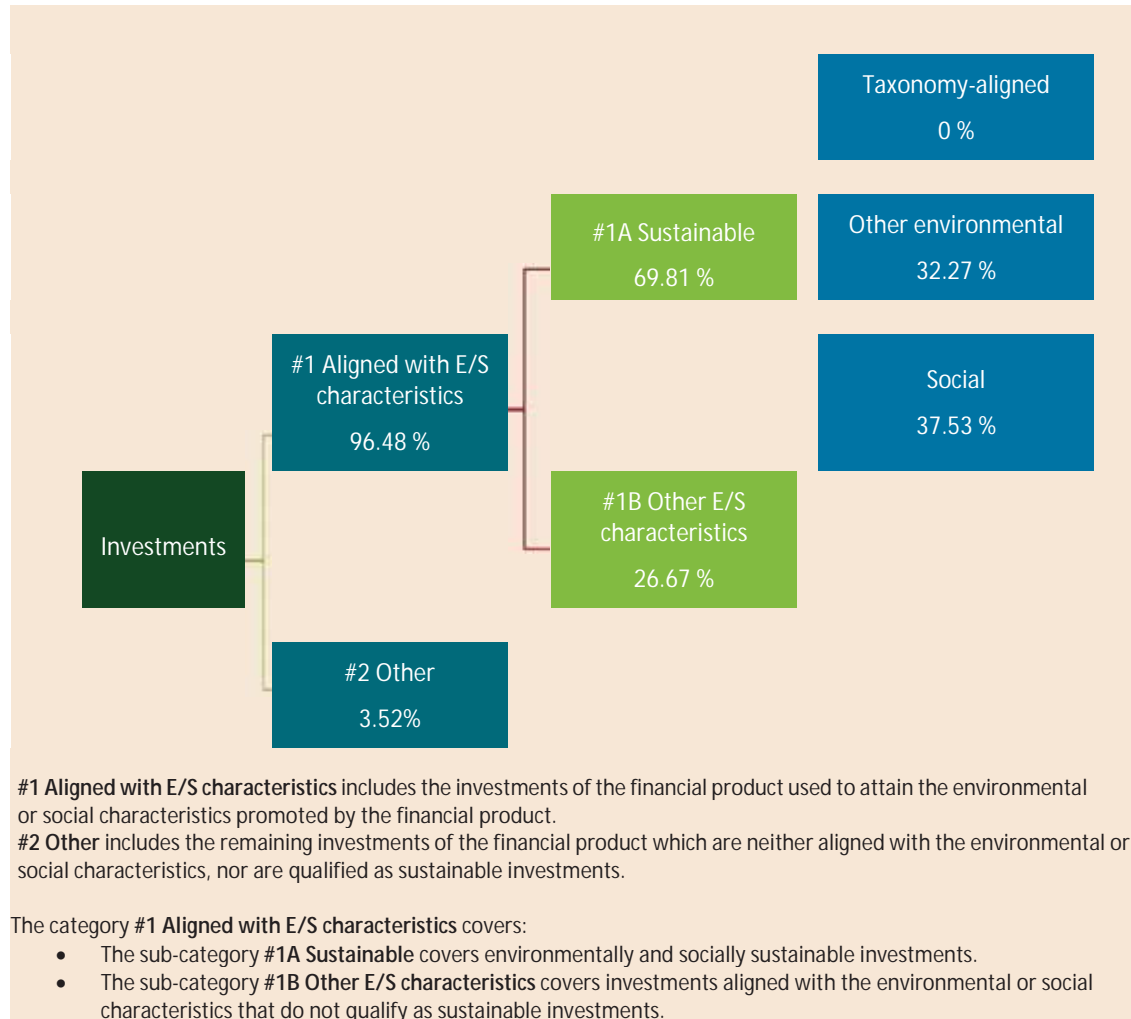 Taxonomy-aligned
0 %
#1A Sustainable
69.81 %
Other environmental
32.27 %
#1 Aligned with E/S
characteristics
96.48 %
Social
37.53 %
Investments
#1B Other E/S
characteristics
26.67 %
#2 Other
3.52%
#1 Aligned with E/S characteristics includes the investments of the financial product used to attain the environmental
or social characteristics promoted by the financial product.
#2 Other includes the remaining investments of the financial product which are neither aligned with the environmental or
social characteristics, nor are qualified as sustainable investments.
The category #1 Aligned with E/S characteristics covers:
• The sub-category #1A Sustainable covers environmentally and socially sustainable investments.
• The sub-category #1B Other E/S characteristics covers investments aligned with the environmental or social
characteristics that do not qualify as sustainable investments.